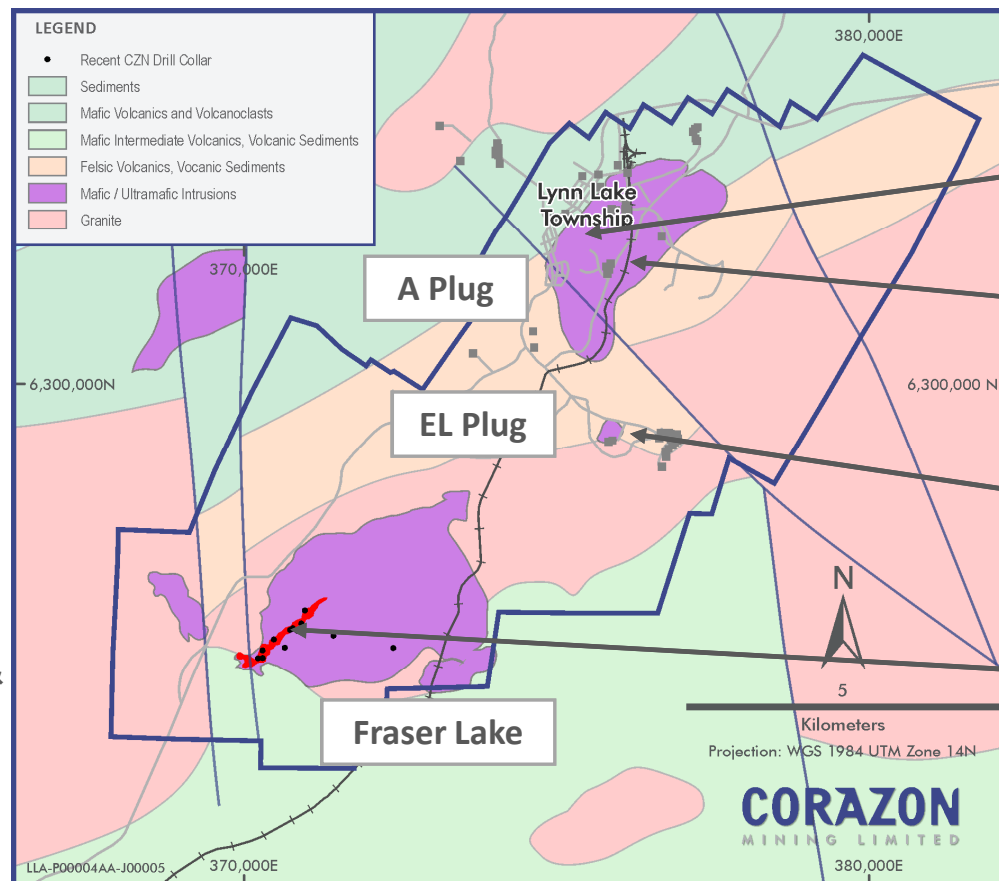 LEGEND
Recent CZN Drill Collar
Sediments
Mafic Volcanics and Volcanoclasts
Mafic Intermediate Volcanics, Volcanic Sediments
Felsic Volcanics, Vocanic Sediments
Mafic / Ultramafic Intrusions
Granite
380,000E
Lynn Lake
Township
370,000E
A Plug
6,300,000N
6,300,000 N
EL Plug
N
5
Kilometers
Fraser Lake
Projection: WGS 1984 UTM Zone 14N
CORAZON
MINING LIMITED
LLA-P00004AA-J00005
370,000E
380,000E